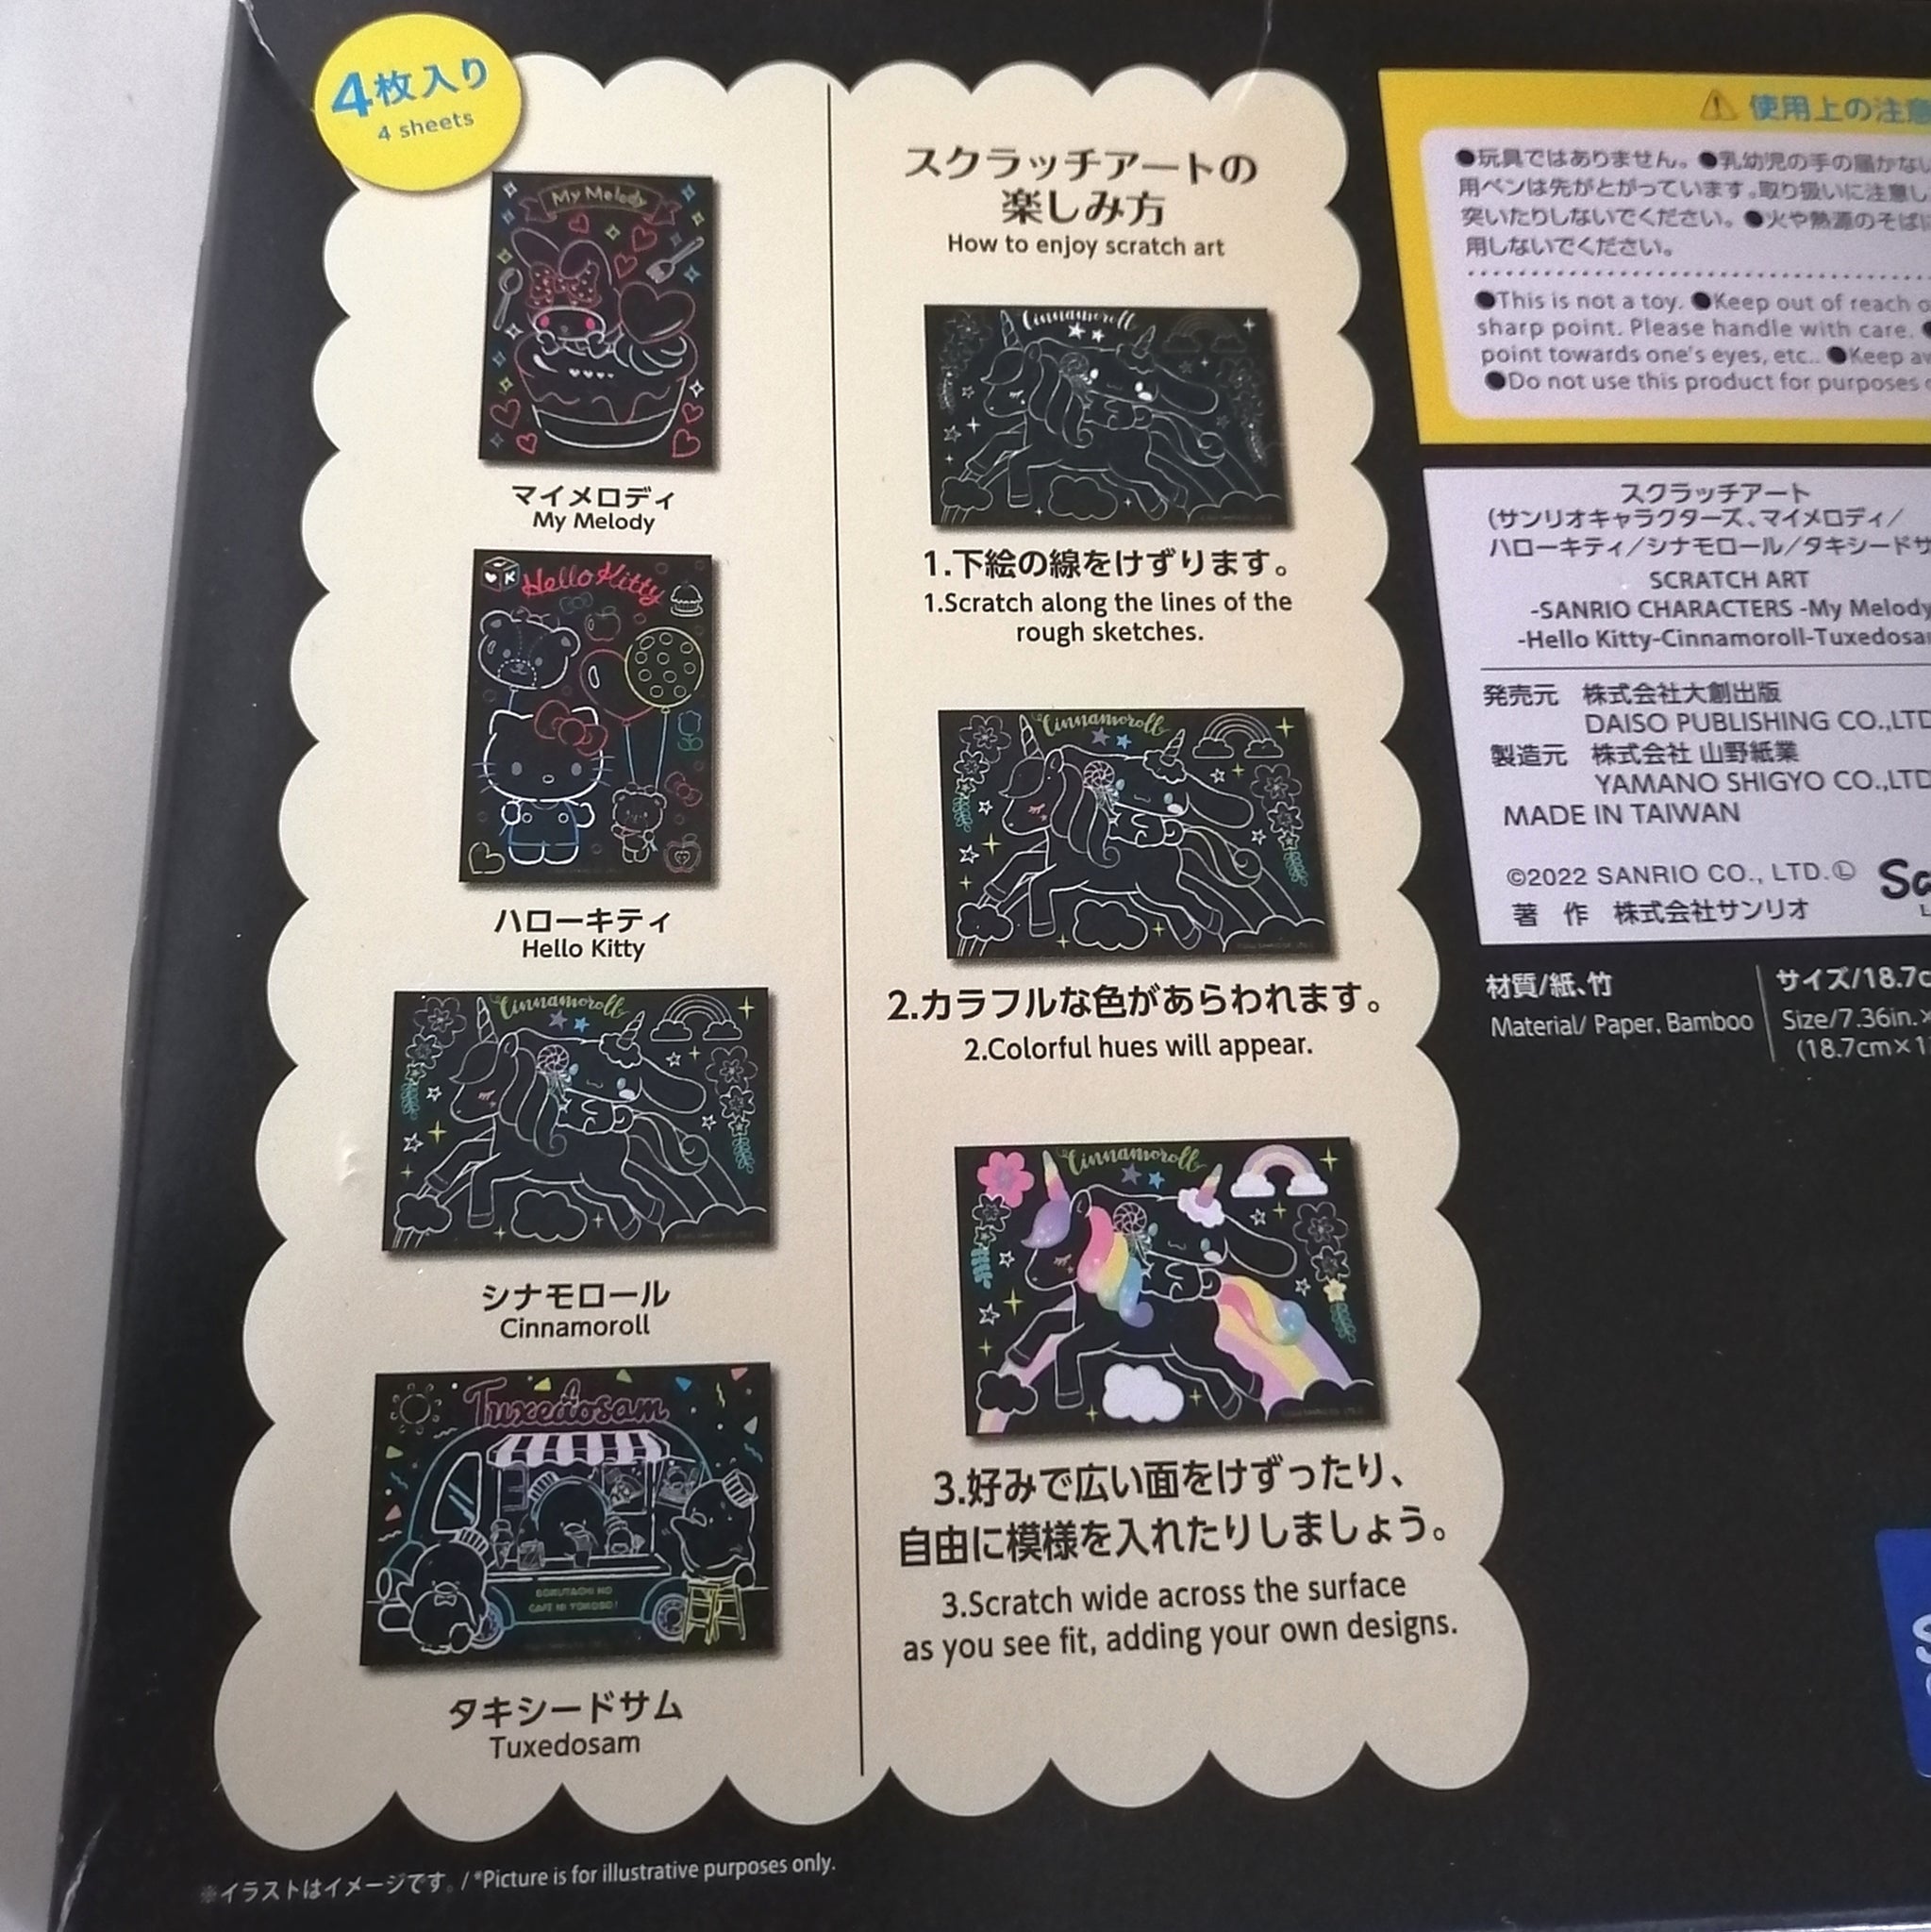 4枚入り
4 sheets
My Melody
マイメロディ
My Melody
Hello Kitty
ハローキティ
Hello Kitty
Cinnamoroll
シナモロール
Cinnamoroll
Tuxedosam
タキシードサム
Tuxedosam
スクラッチアートの
楽しみ方
How to enjoy scratch art
Cinnamoroll
1.下絵の線をけずります。
1.Scratch along the lines of the
rough sketches.
Cinnamoroll
2.カラフルな色があらわれます。
2.Colorful hues will appear.
Cinnamoroll
3.好みで広い面をけずったり、
自由に模様を入れたりしましょう。
3.Scratch wide across the surface
as you see fit, adding your own designs.
※イラストはイメージです。/ *Picture is for illustrative purposes only.
使用上の注意
●玩具ではありません。●乳幼児の手の届かない
用ペンは先がとがっています。取り扱いに注意し
突いたりしないでください。●火や熱源のそばに
用しないでください。
●This is not a toy. ●Keep out of reach o
sharp point. Please handle with care. ●
point towards one's eyes, etc.. ●Keep aw
●Do not use this product for purposes
スクラッチアート
(サンリオキャラクターズ、マイメロディ/
ハローキティ/シナモロール/タキシードサ
SCRATCH ART
-SANRIO CHARACTERS -My Melody
-Hello Kitty-Cinnamoroll-Tuxedosa
発売元 株式会社大創出版
DAISO PUBLISHING CO.,LTD
製造元 株式会社 山野紙業
YAMANO SHIGYO CO.,LTD
MADE IN TAIWAN
©2022 SANRIO CO., LTD.Ⓛ
著 作 株式会社サンリオ
材質/紙、竹
Material/ Paper, Bamboo
サイズ/18.7c
Size/7.36in.×
(18.7cm×1